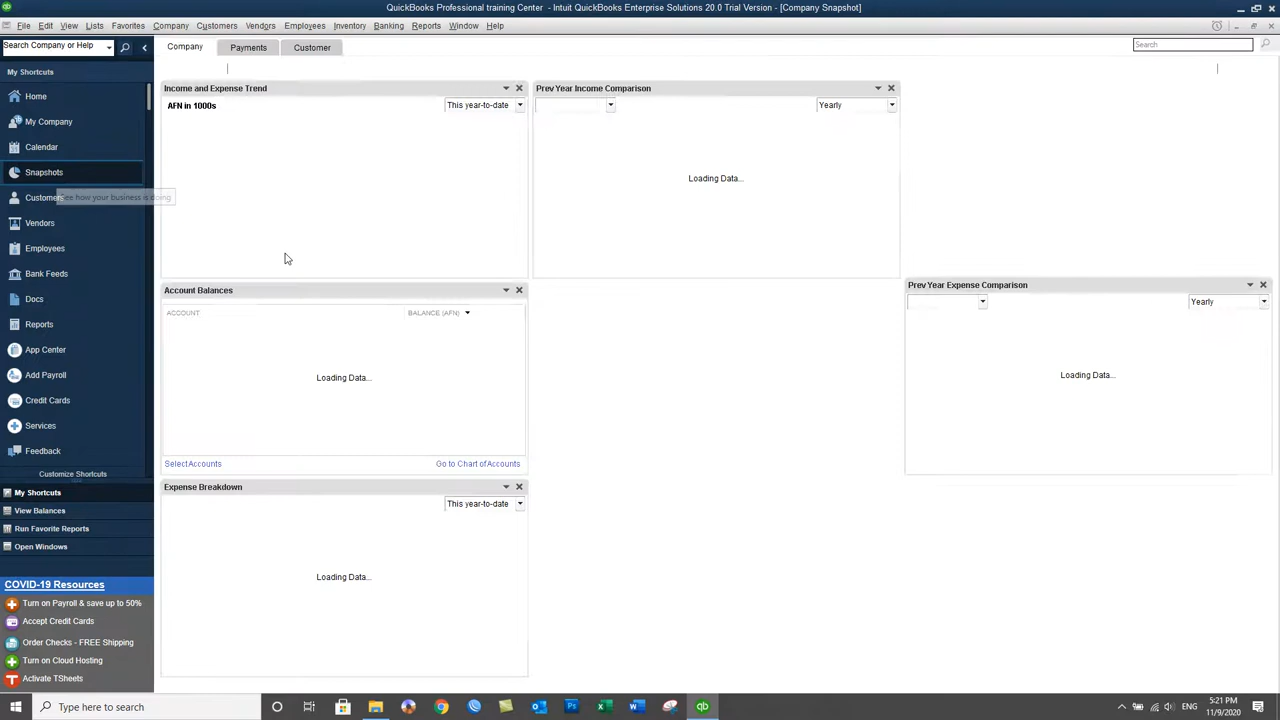 QuickBooks Professional training Center - Intuit QuickBooks Enterprise Solutions 20.0 Trial Version - [Company Snapshot]
File Edit View Lists Favorites Company Customers Vendors Employees Inventory Banking Reports Window Help
Search Company or Help
Company Payments Customer
Search
My Shortcuts
Home
My Company
Calendar
Snapshots
Customers
See how your business is doing
Vendors
Employees
Bank Feeds
Docs
Reports
App Center
Add Payroll
Credit Cards
Services
Feedback
Customize Shortcuts
My Shortcuts
View Balances
Run Favorite Reports
Open Windows
COVID-19 Resources
Turn on Payroll & save up to 50%
Accept Credit Cards
Order Checks - FREE Shipping
Turn on Cloud Hosting
Activate TSheets
Income and Expense Trend
AFN in 1000s
This year-to-date
Prev Year Income Comparison
Yearly
Loading Data...
Account Balances
ACCOUNT BALANCE (AFN)
Loading Data...
Select Accounts Go to Chart of Accounts
Prev Year Expense Comparison
Yearly
Loading Data...
Expense Breakdown
This year-to-date
Loading Data...
Type here to search
ENG
5:21 PM
11/9/2020